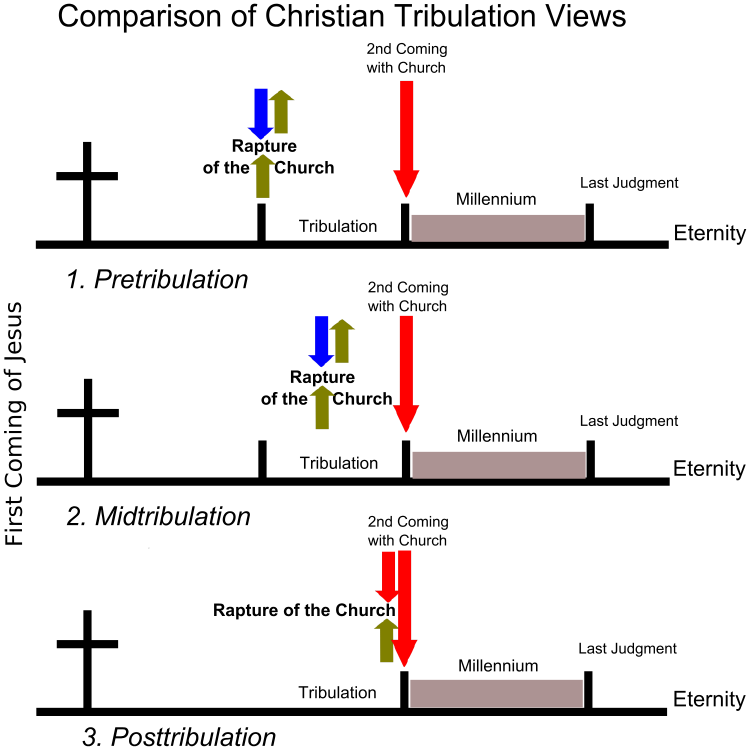 Comparison of Christian Tribulation Views
First Coming of Jesus
2nd Coming
with Church
Rapture
of the Church
Last Judgment
Millennium
Tribulation
Eternity
1. Pretribulation
2nd Coming
with Church
Rapture
of the Church
Last Judgment
Millennium
Tribulation
Eternity
2. Midtribulation
2nd Coming
with Church
Rapture of the Church
Last Judgment
Millennium
Tribulation
Eternity
3. Posttribulation